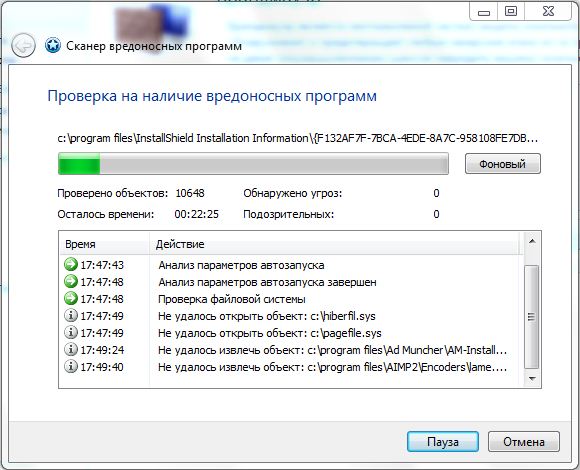 Сканер вредоносных программ
Проверка на наличие вредоносных программ
c:\program files\InstallShield Installation Information\{F132AF7F-7BCA-4EDE-8A7C-958108FE7DB...
Фоновый
Проверено объектов: 10648 Обнаружено угроз: 0
Осталось времени: 00:22:25 Подозрительных: 0
Время Действие
17:47:43 Анализ параметров автозапуска
17:47:48 Анализ параметров автозапуска завершен
17:47:48 Проверка файловой системы
17:47:49 Не удалось открыть объект: c:\hiberfil.sys
17:47:49 Не удалось открыть объект: c:\pagefile.sys
17:49:24 Не удалось извлечь объект: c:\program files\Ad Muncher\AM-Install...
17:49:40 Не удалось извлечь объект: c:\program files\AIMP2\Encoders\lame....
Пауза Отмена